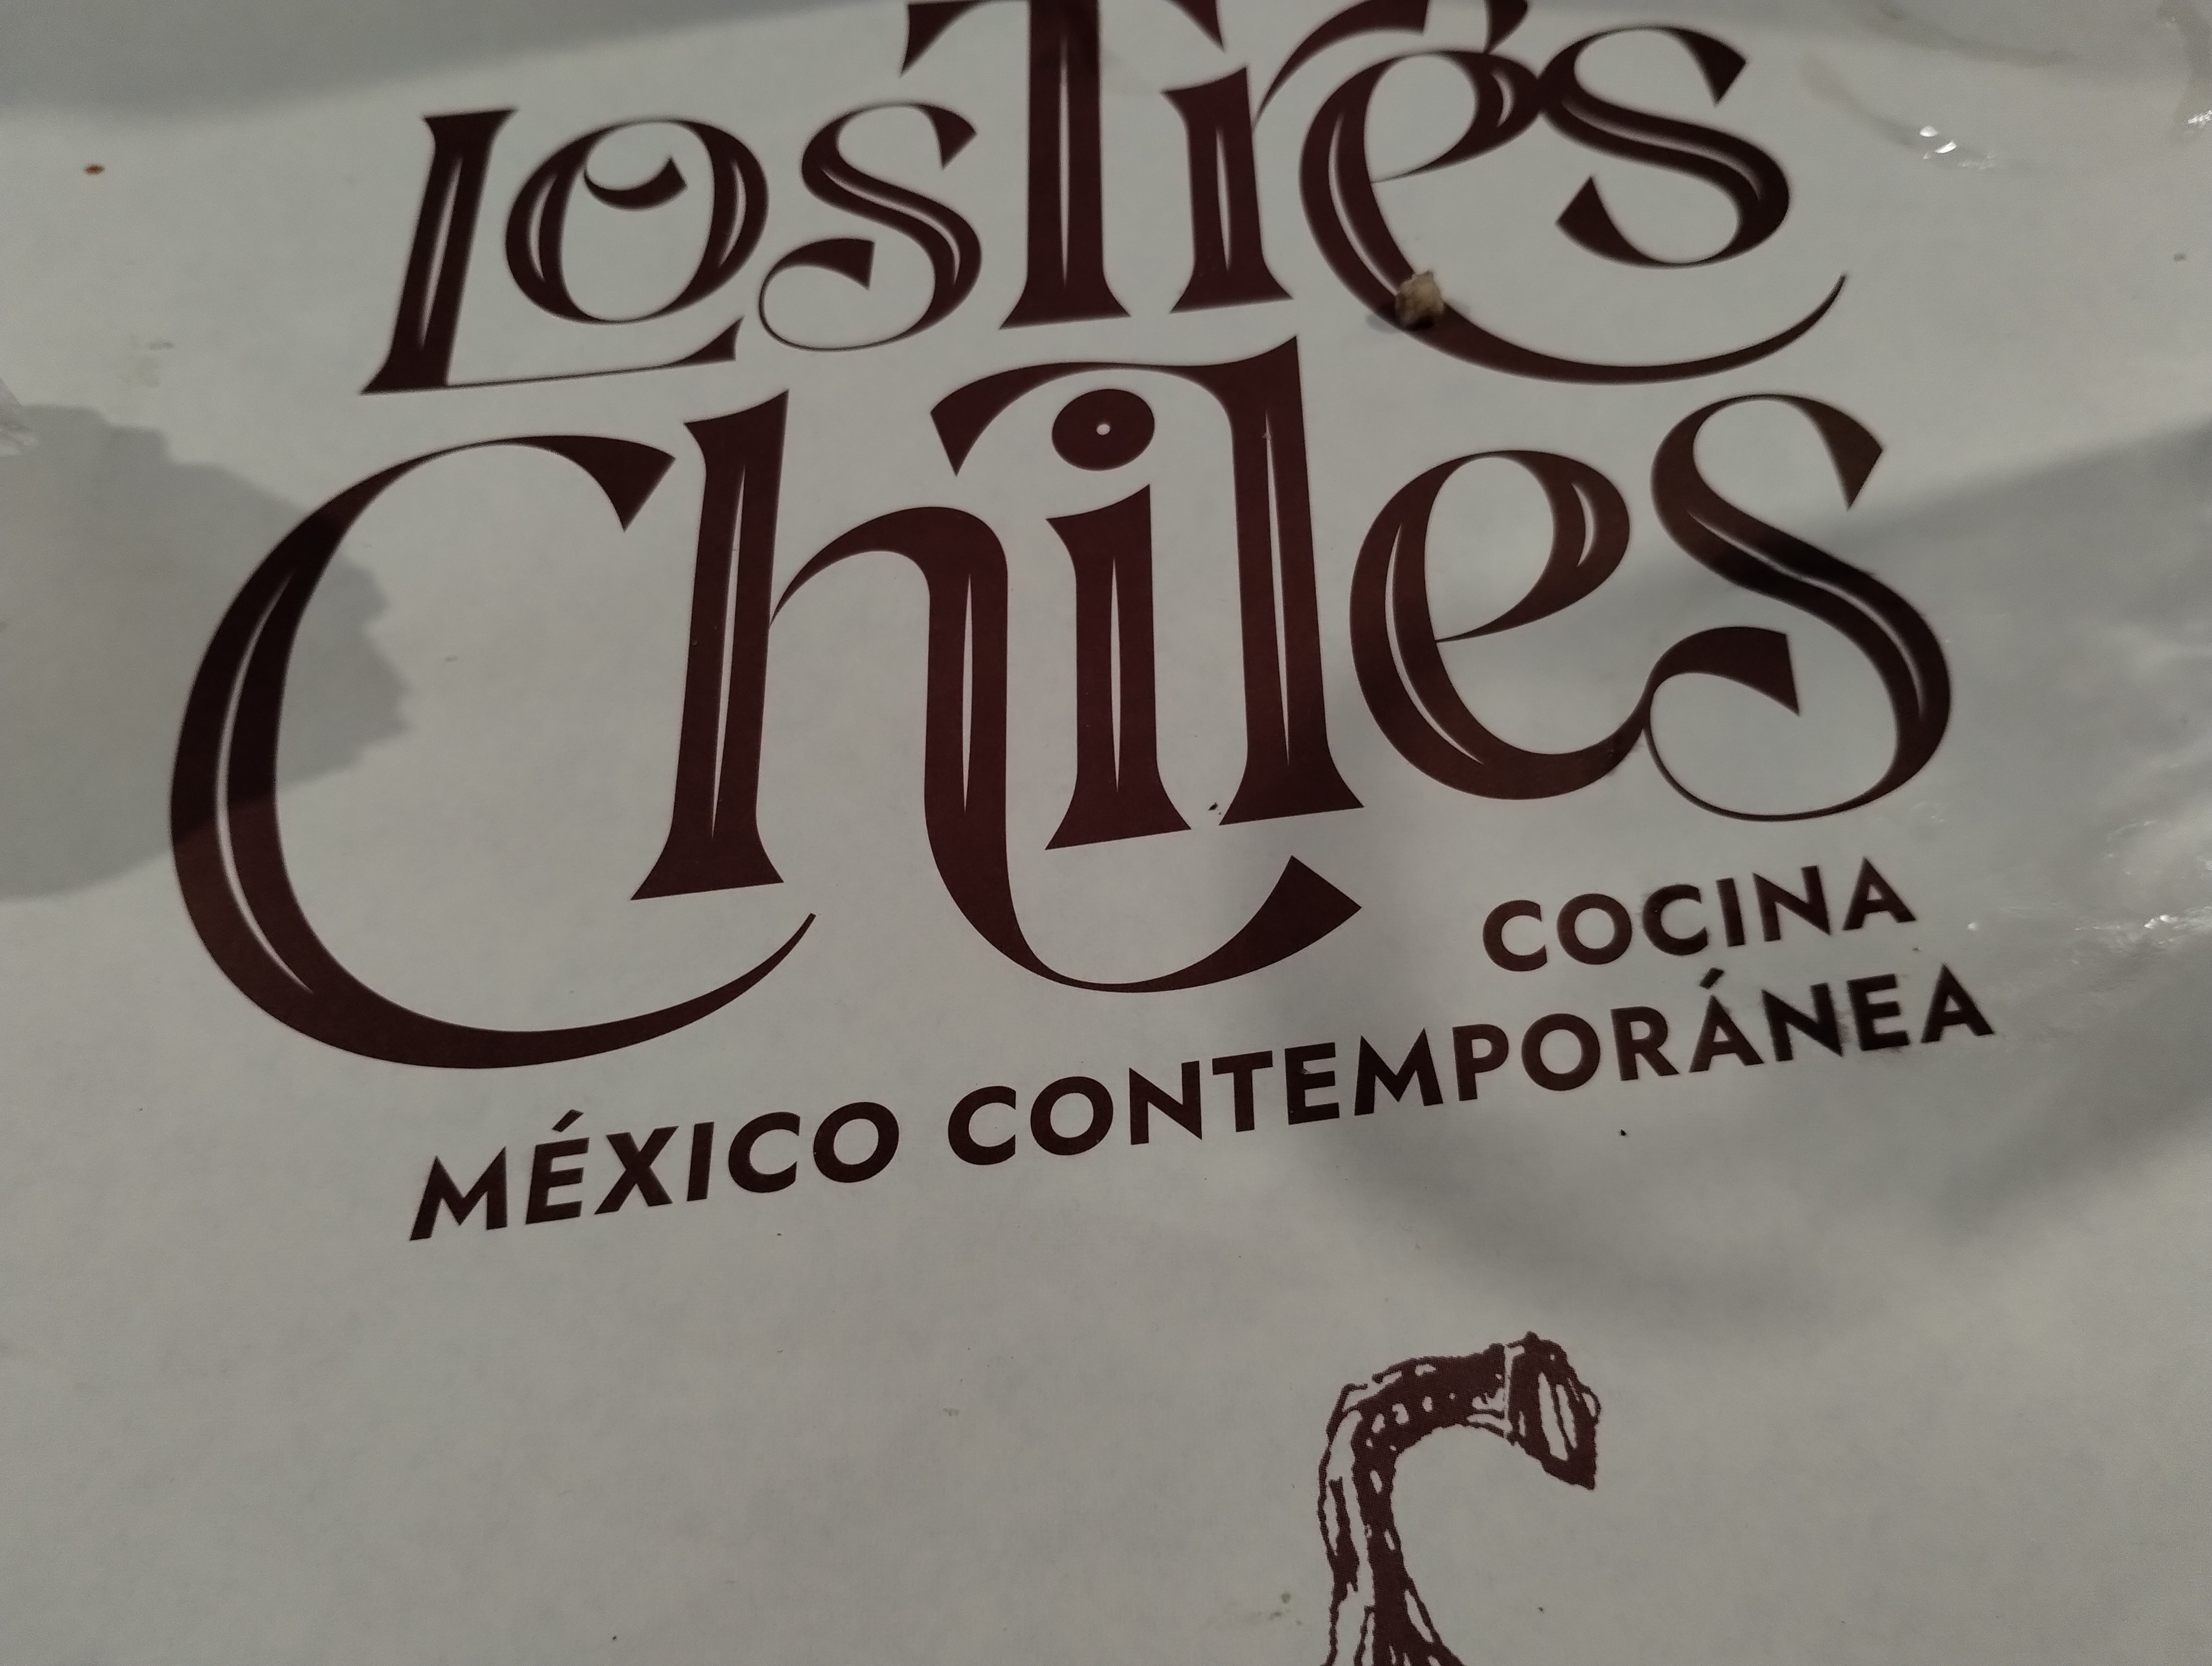 Los Tres
Chiles
COCINA
MÉXICO CONTEMPORÁNEA